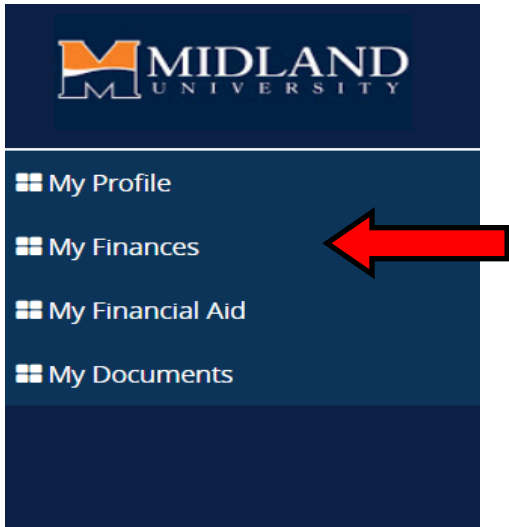 MIDLAND
UNIVERSITY
My Profile
My Finances
My Financial Aid
My Documents